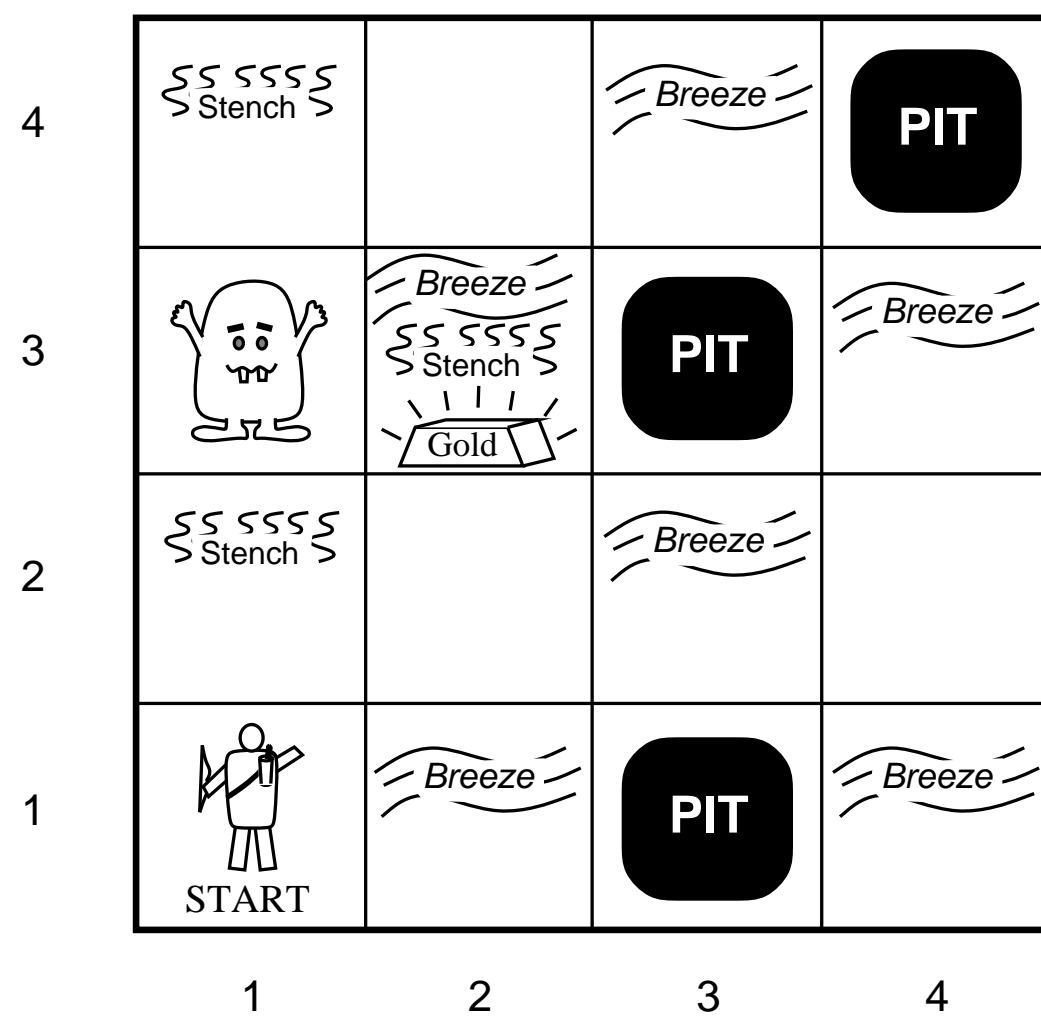 4
Stench
Breeze
PIT
3
Breeze
Stench
Gold
PIT
Breeze
2
Stench
Breeze
1
START
Breeze
PIT
Breeze
1 2 3 4